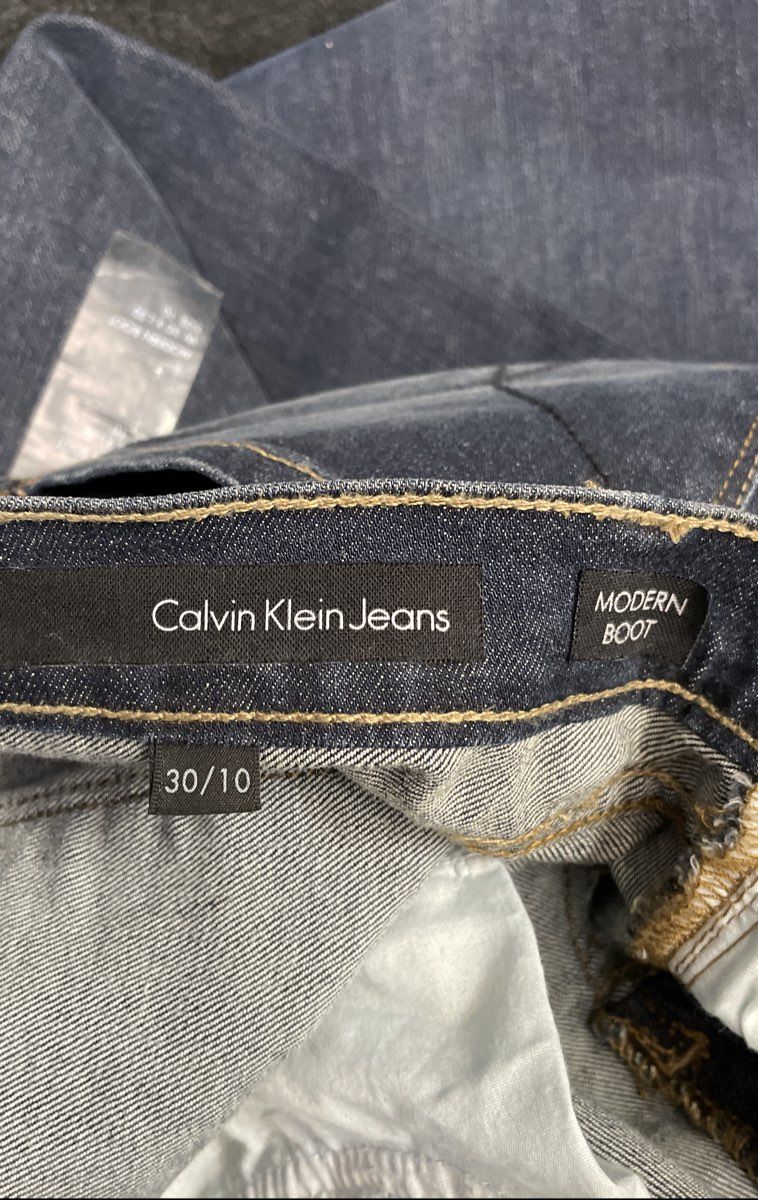 Calvin Klein Jeans
MODERN
BOOT
30/10